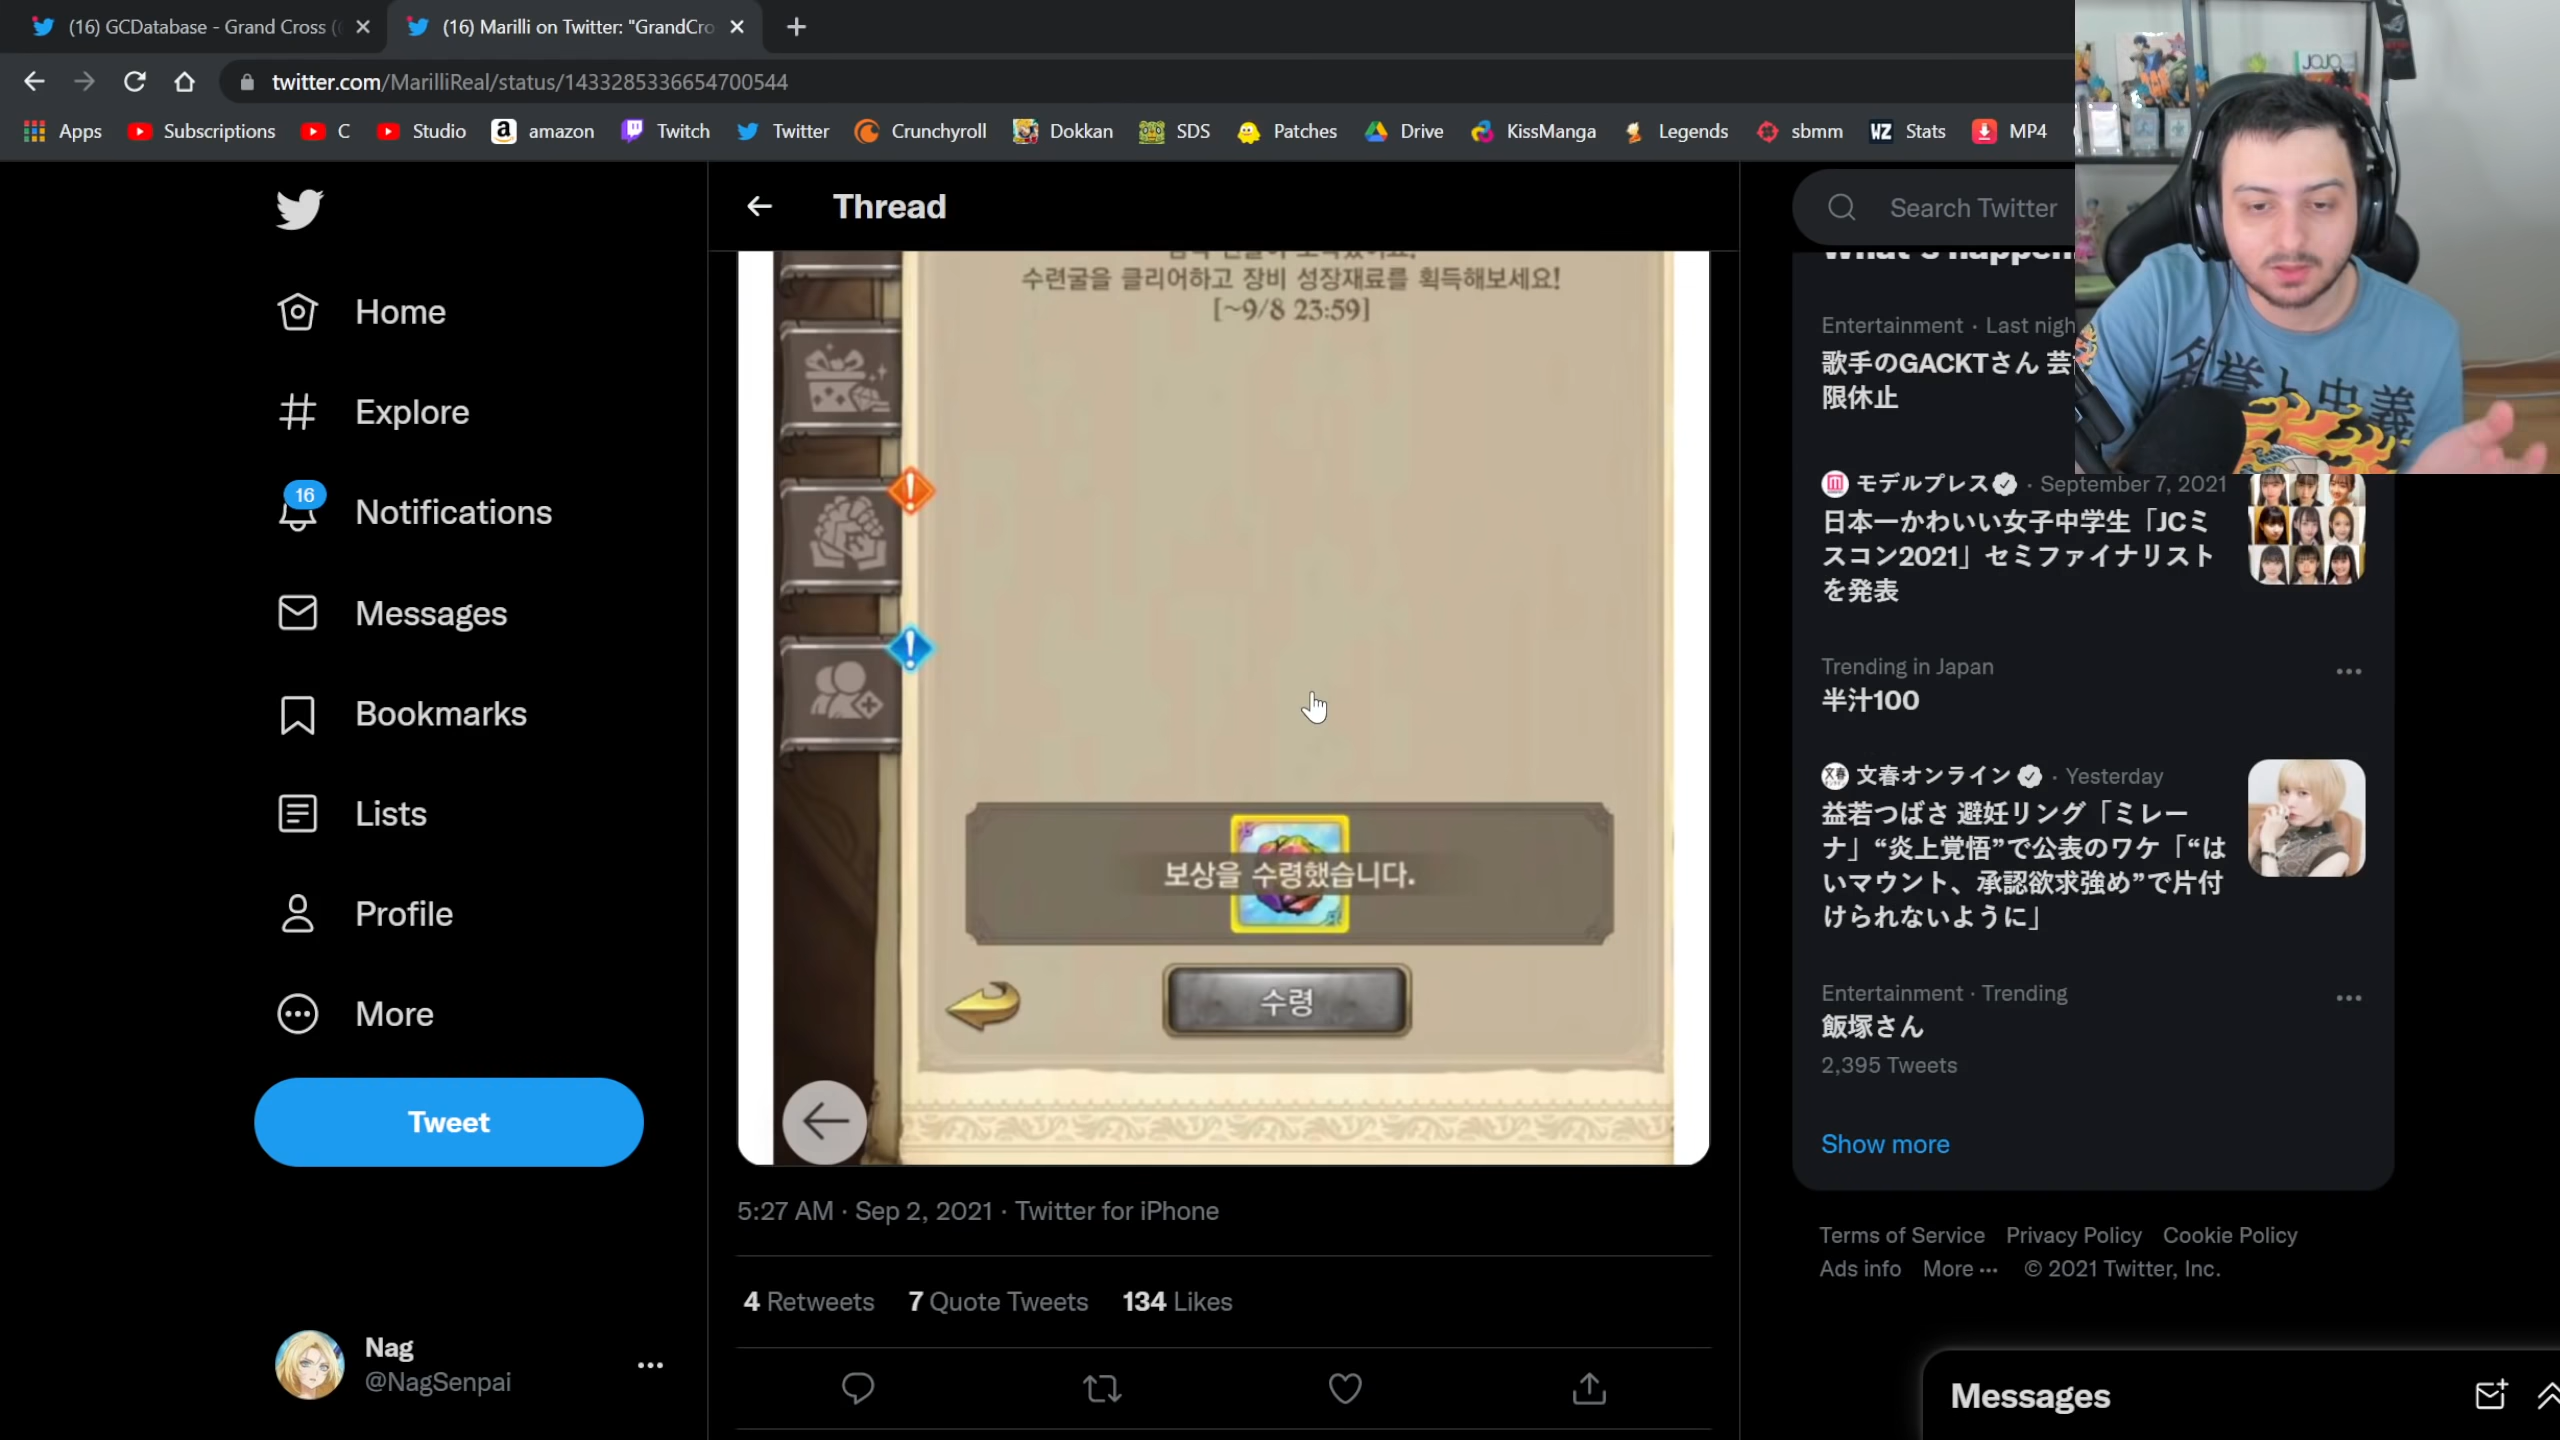 (16) GCDatabase - Grand Cross (
(16) Marilli on Twitter: "GrandCro
twitter.com/MarilliReal/status/1433285336654700544
Apps
Subscriptions
C
Studio
amazon
Twitch
Twitter
Crunchyroll
Dokkan
SDS
Patches
Drive
KissManga
Legends
sbmm
WZ Stats
MP4
Home
Explore
16
Notifications
Messages
Bookmarks
Lists
Profile
More
Tweet
Nag
@NagSenpai
Thread
수련굴을 클리어하고 장비 성장재료를 획득해보세요!
[~9/8 23:59]
보상을 수령했습니다.
수령
5:27 AM · Sep 2, 2021 · Twitter for iPhone
4 Retweets 7 Quote Tweets 134 Likes
Search Twitter
What's happen
Entertainment · Last nigh
歌手のGACKTさん 芸
限休止
モデルプレス · September 7, 2021
日本一かわいい女子中学生「JCミ
スコン2021」セミファイナリスト
を発表
Trending in Japan
半汁100
文春オンライン · Yesterday
益若つばさ 避妊リング「ミレー
ナ」“炎上覚悟”で公表のワケ「“は
いマウント、承認欲求強め”で片付
けられないように」
Entertainment · Trending
飯塚さん
2,395 Tweets
Show more
Terms of Service Privacy Policy Cookie Policy
Ads info More ··· © 2021 Twitter, Inc.
Messages
JOJO
名誉と忠義